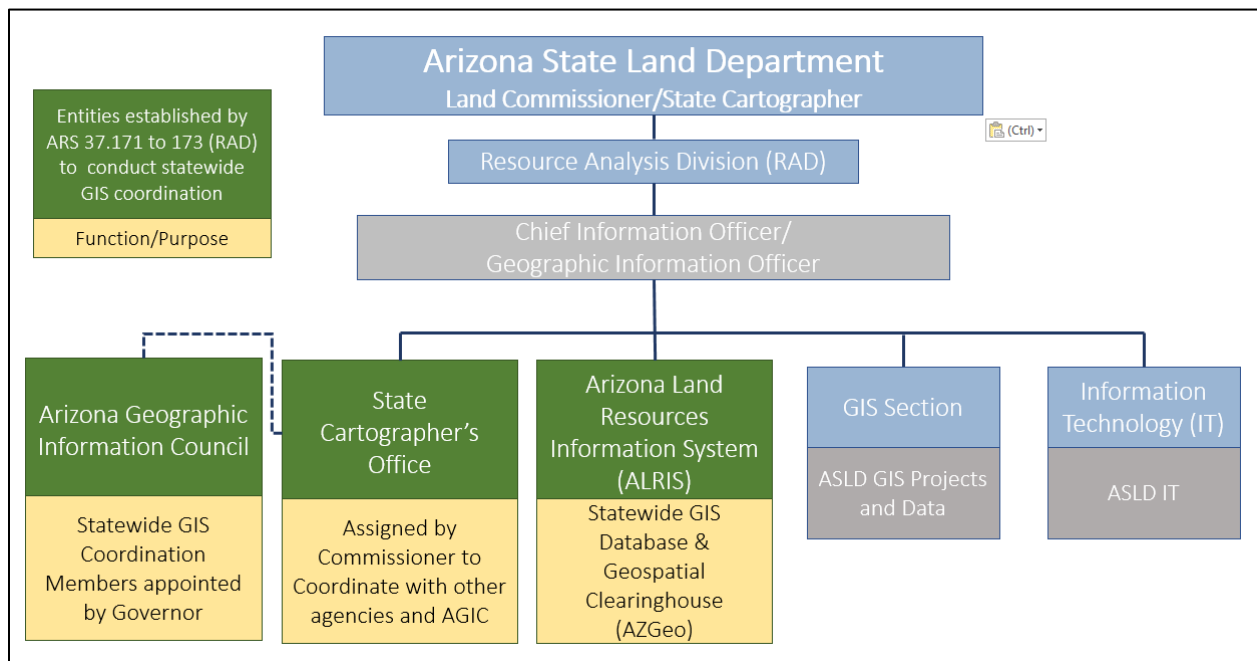 Arizona State Land Department
Land Commissioner/State Cartographer
(Ctrl)
Entities established by
ARS 37.171 to 173 (RAD)
to conduct statewide
GIS coordination
Function/Purpose
Resource Analysis Division (RAD)
Chief Information Officer/
Geographic Information Officer
Arizona Geographic
Information Council
Statewide GIS
Coordination
Members appointed
by Governor
State
Cartographer’s
Office
Assigned by
Commissioner to
Coordinate with other
agencies and AGIC
Arizona Land
Resources
Information System
(ALRIS)
Statewide GIS
Database &
Geospatial
Clearinghouse
(AZGeo)
GIS Section
ASLD GIS Projects
and Data
Information
Technology (IT)
ASLD IT